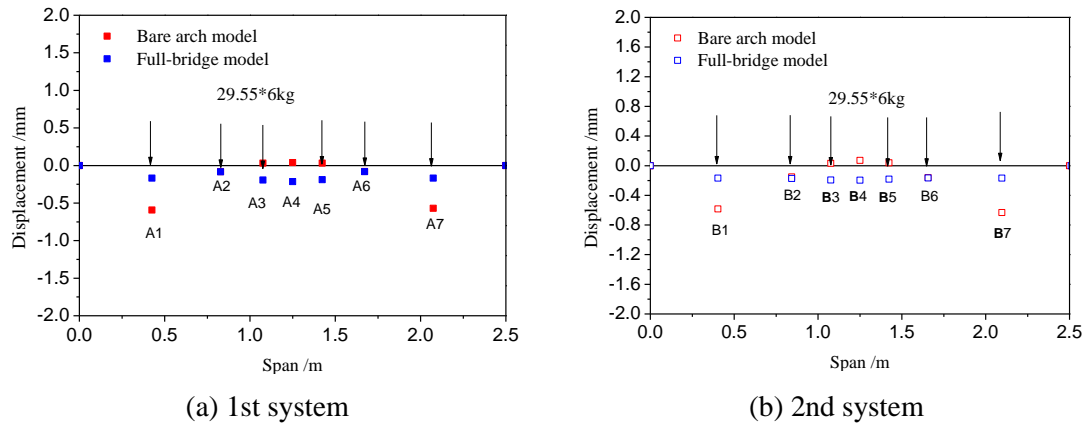 2.0
1.5
1.0
0.5
0.0
-0.5
-1.0
-1.5
-2.0
Displacement /mm
Bare arch model
Full-bridge model
29.55*6kg
A1
A2
A3
A4
A5
A6
A7
0.0
0.5
1.0
1.5
2.0
2.5
Span /m
(a) 1st system
2.0
1.6
1.2
0.8
0.4
0.0
-0.4
-0.8
-1.2
-1.6
-2.0
Displacement /mm
Bare arch model
Full-bridge model
29.55*6kg
B1
B2
B3
B4
B5
B6
B7
0.0
0.5
1.0
1.5
2.0
2.5
Span /m
(b) 2nd system